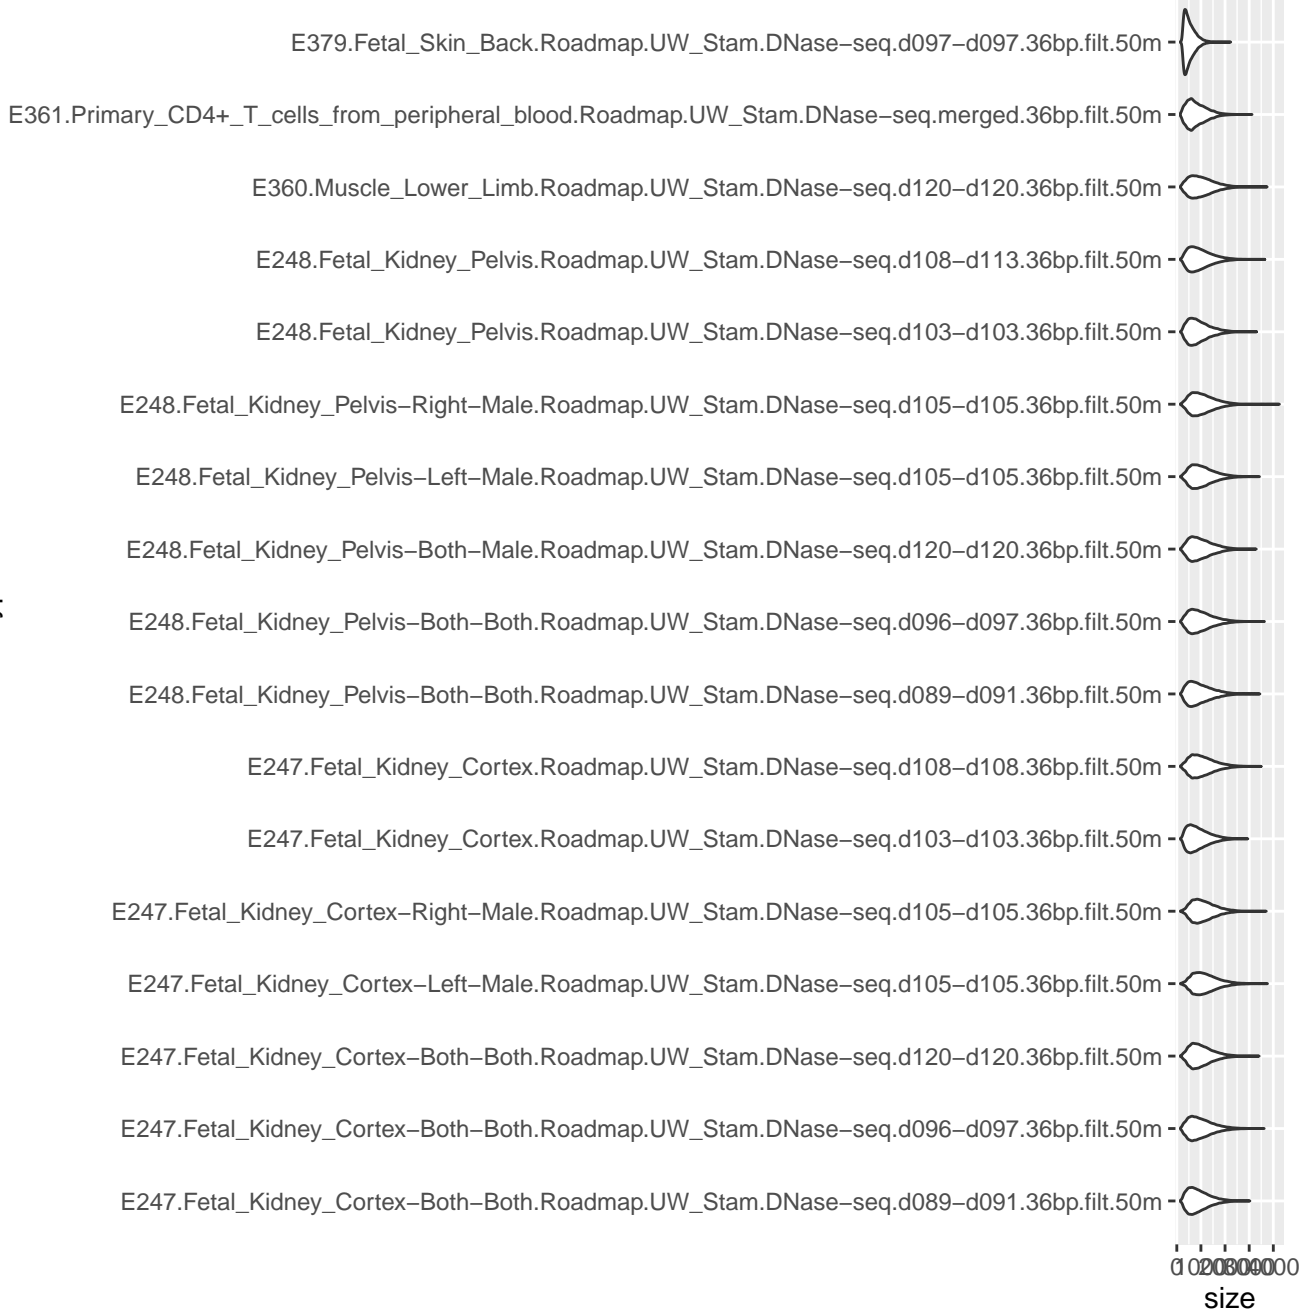 E379.Fetal_Skin_Back.Roadmap.UW_Stam.DNase−seq.d097−d097.36bp.filt.50m
E361.Primary_CD4+_T_cells_from_peripheral_blood.Roadmap.UW_Stam.DNase−seq.merged.36bp.filt.50m
E360.Muscle_Lower_Limb.Roadmap.UW_Stam.DNase−seq.d120−d120.36bp.filt.50m
E248.Fetal_Kidney_Pelvis.Roadmap.UW_Stam.DNase−seq.d108−d113.36bp.filt.50m
E248.Fetal_Kidney_Pelvis.Roadmap.UW_Stam.DNase−seq.d103−d103.36bp.filt.50m
E248.Fetal_Kidney_Pelvis−Right−Male.Roadmap.UW_Stam.DNase−seq.d105−d105.36bp.filt.50m
E248.Fetal_Kidney_Pelvis−Left−Male.Roadmap.UW_Stam.DNase−seq.d105−d105.36bp.filt.50m
E248.Fetal_Kidney_Pelvis−Both−Male.Roadmap.UW_Stam.DNase−seq.d120−d120.36bp.filt.50m
E248.Fetal_Kidney_Pelvis−Both−Both.Roadmap.UW_Stam.DNase−seq.d096−d097.36bp.filt.50m
E248.Fetal_Kidney_Pelvis−Both−Both.Roadmap.UW_Stam.DNase−seq.d089−d091.36bp.filt.50m
E247.Fetal_Kidney_Cortex.Roadmap.UW_Stam.DNase−seq.d108−d108.36bp.filt.50m
E247.Fetal_Kidney_Cortex.Roadmap.UW_Stam.DNase−seq.d103−d103.36bp.filt.50m
E247.Fetal_Kidney_Cortex−Right−Male.Roadmap.UW_Stam.DNase−seq.d105−d105.36bp.filt.50m
E247.Fetal_Kidney_Cortex−Left−Male.Roadmap.UW_Stam.DNase−seq.d105−d105.36bp.filt.50m
E247.Fetal_Kidney_Cortex−Both−Both.Roadmap.UW_Stam.DNase−seq.d120−d120.36bp.filt.50m
E247.Fetal_Kidney_Cortex−Both−Both.Roadmap.UW_Stam.DNase−seq.d096−d097.36bp.filt.50m
E247.Fetal_Kidney_Cortex−Both−Both.Roadmap.UW_Stam.DNase−seq.d089−d091.36bp.filt.50m
0 1000 2000 3000 4000
size